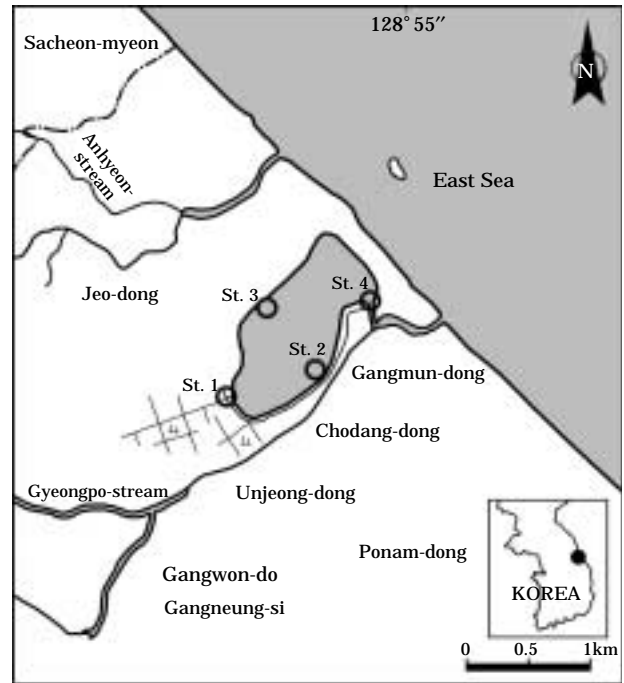 128° 55″
Sacheon-myeon
N
Anhyeon-
stream
East Sea
Jeo-dong
St. 3
St. 4
St. 2
St. 1
Gangmun-dong
Chodang-dong
Gyeongpo-stream
Unjeong-dong
Ponam-dong
Gangwon-do
Gangneung-si
KOREA
0 0.5 1km